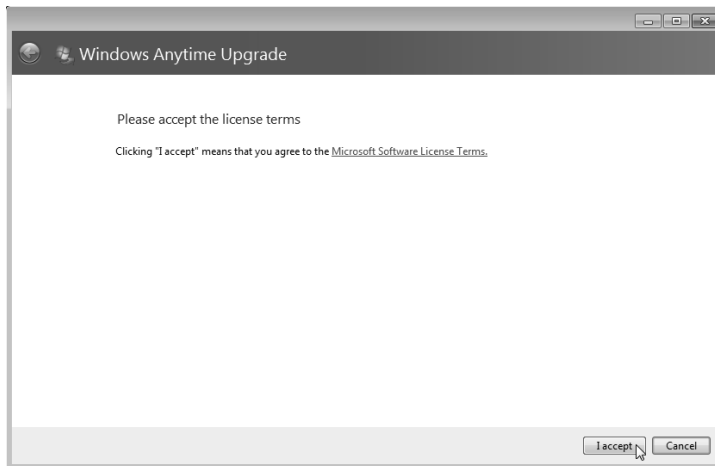 Windows Anytime Upgrade
Please accept the license terms
Clicking "I accept" means that you agree to the Microsoft Software License Terms.
I accept
Cancel